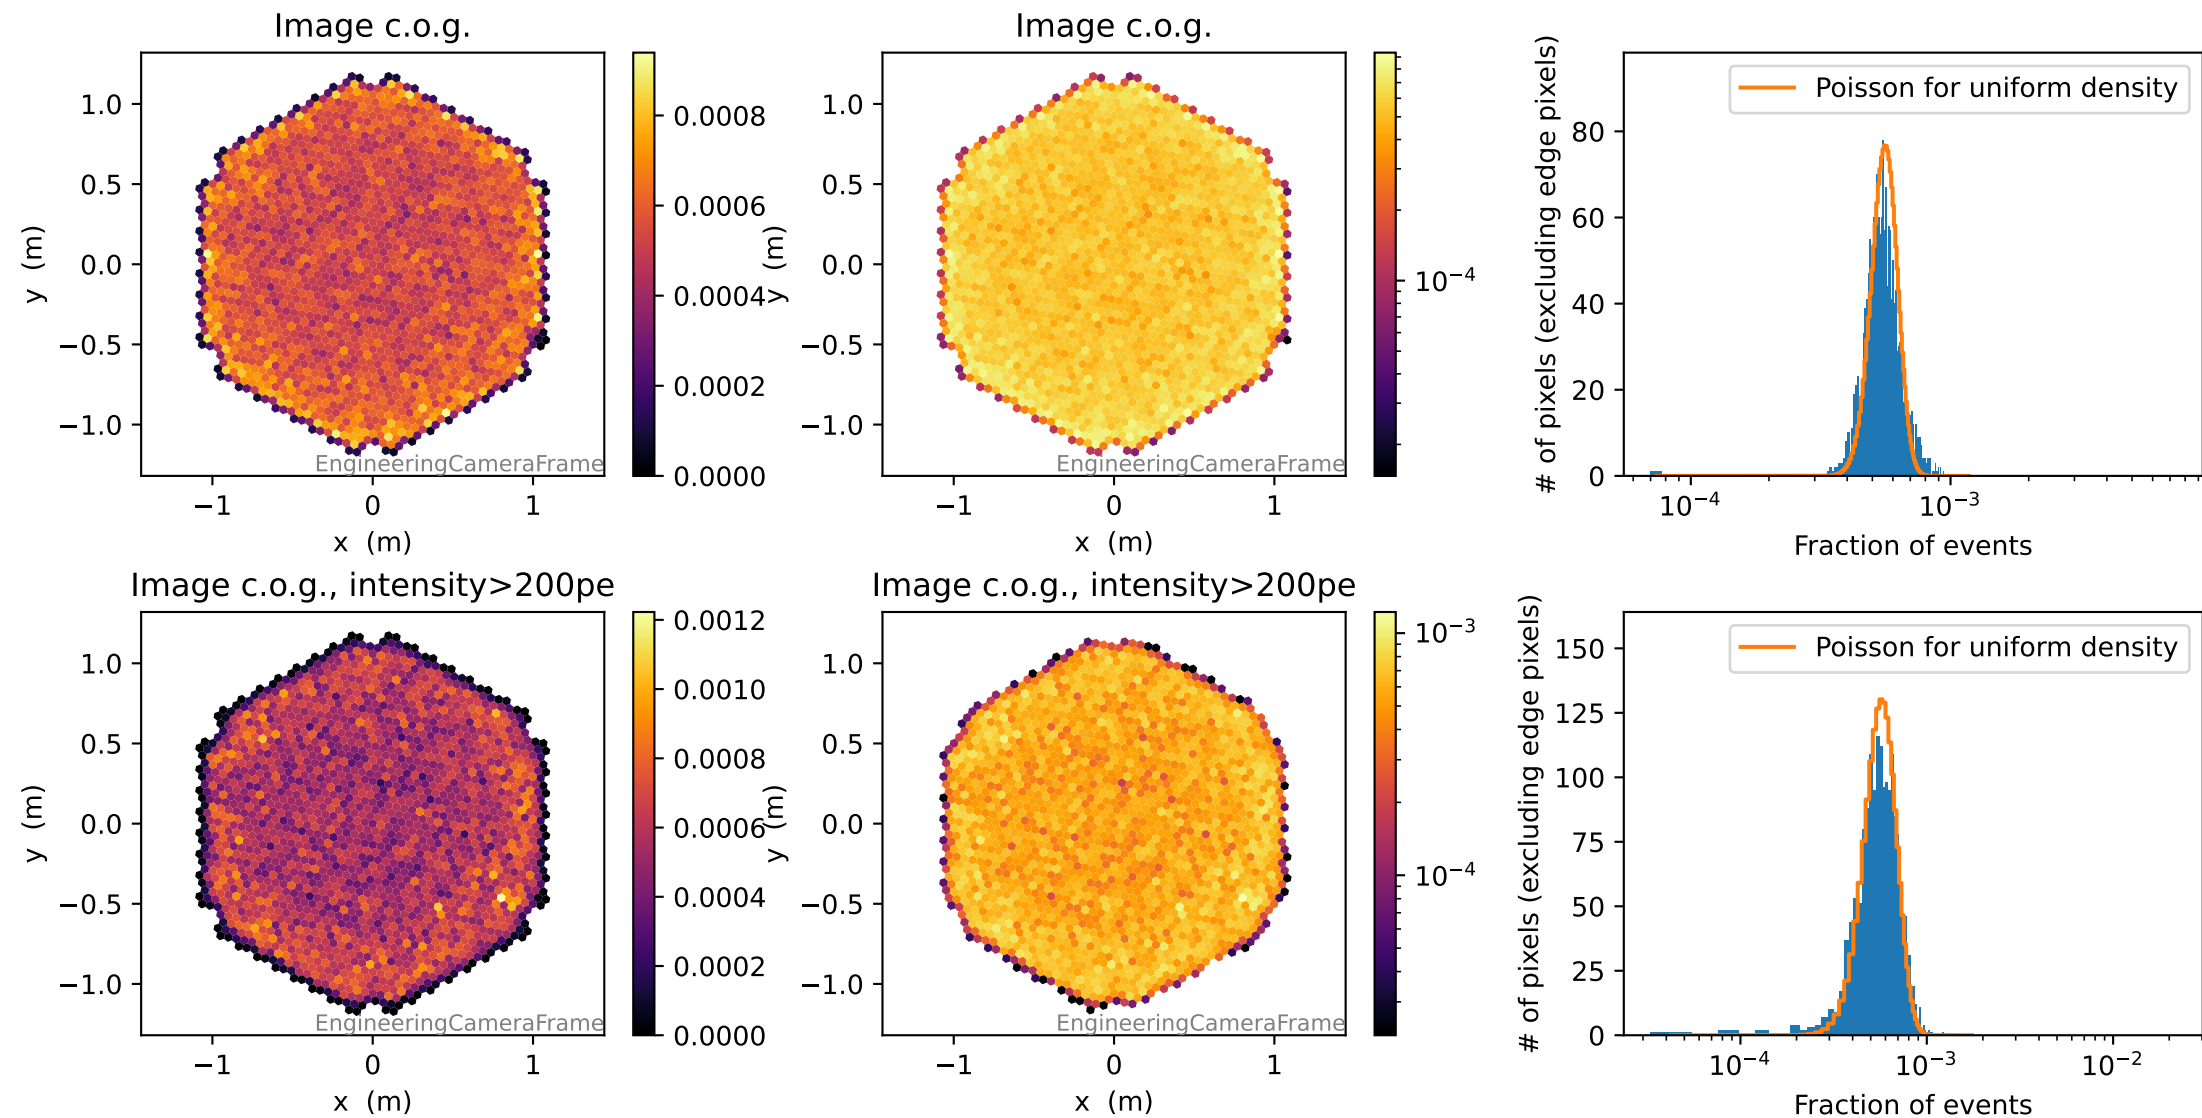 Image c.o.g.
y (m)
1.0
0.5
0.0
−0.5
−1.0
−1
0
1
x (m)
EngineeringCameraFrame
0.0008
0.0006
0.0004
0.0002
0.0000
Image c.o.g.
y (m)
1.0
0.5
0.0
−0.5
−1.0
−1
0
1
x (m)
EngineeringCameraFrame
10⁻⁴
# of pixels (excluding edge pixels)
80
60
40
20
0
Poisson for uniform density
10⁻⁴
10⁻³
Fraction of events
Image c.o.g., intensity>200pe
y (m)
1.0
0.5
0.0
−0.5
−1.0
−1
0
1
x (m)
EngineeringCameraFrame
0.0012
0.0010
0.0008
0.0006
0.0004
0.0002
0.0000
Image c.o.g., intensity>200pe
y (m)
1.0
0.5
0.0
−0.5
−1.0
−1
0
1
x (m)
EngineeringCameraFrame
10⁻³
10⁻⁴
# of pixels (excluding edge pixels)
150
125
100
75
50
25
0
Poisson for uniform density
10⁻⁴
10⁻³
10⁻²
Fraction of events